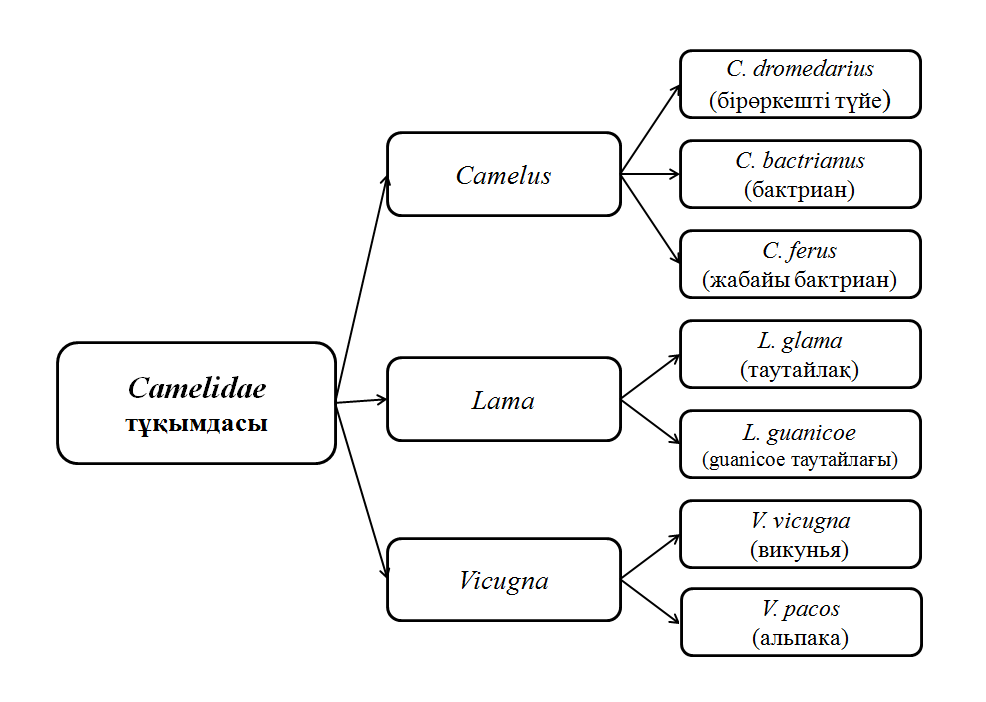 Camelidae
тұқымдасы
Camelus
C. dromedarius
(бірөркешті түйе)
C. bactrianus
(бактриан)
C. ferus
(жабайы бактриан)
Lama
L. glama
(таутайлақ)
L. guanicoe
(guanicoe таутайлағы)
Vicugna
V. vicugna
(викунья)
V. pacos
(альпака)